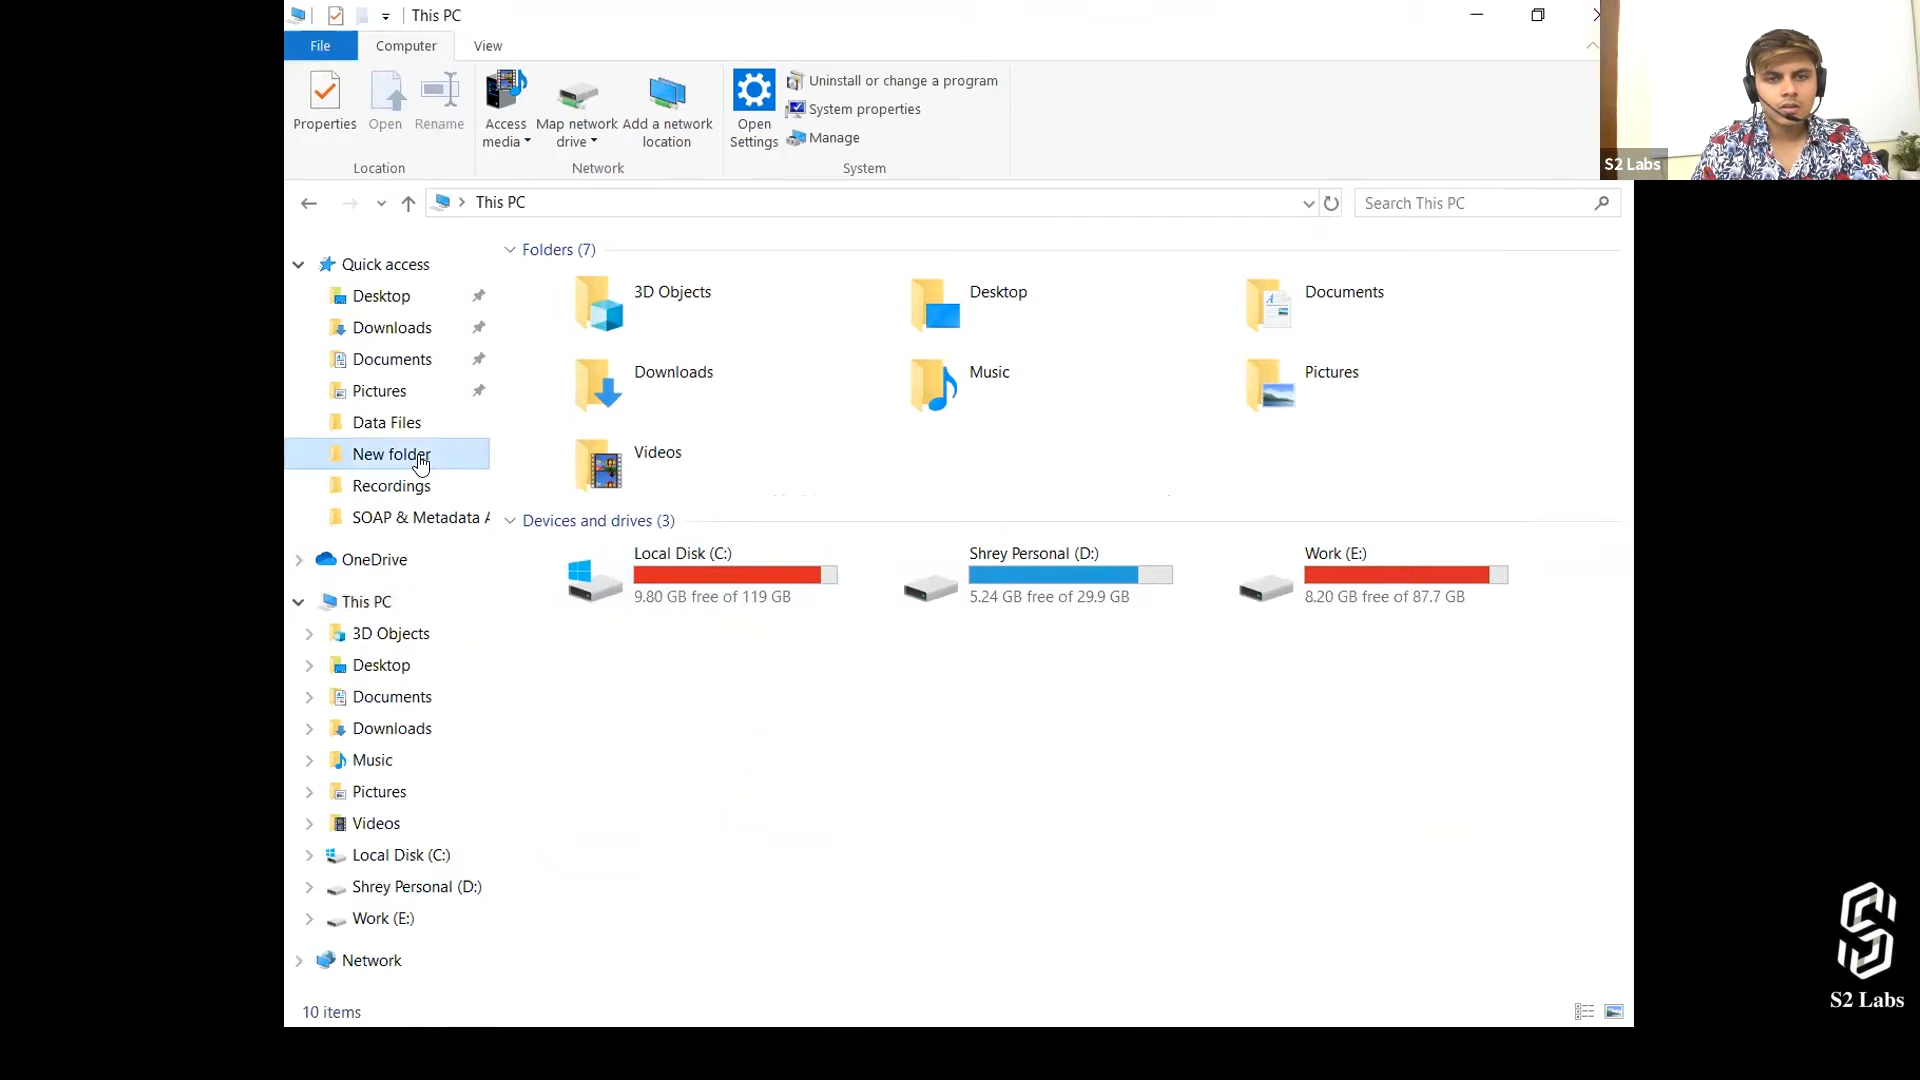 This PC
File
Computer
View
Properties
Open
Rename
Access media
Map network drive
Add a network location
Open Settings
Uninstall or change a program
System properties
Manage
Location
Network
System
S2 Labs
This PC
Search This PC
Quick access
Desktop
Downloads
Documents
Pictures
Data Files
New folder
Recordings
SOAP & Metadata A
OneDrive
This PC
3D Objects
Desktop
Documents
Downloads
Music
Pictures
Videos
Local Disk (C:)
Shrey Personal (D:)
Work (E:)
Network
Folders (7)
3D Objects
Desktop
Documents
Downloads
Music
Pictures
Videos
Devices and drives (3)
Local Disk (C:)
9.80 GB free of 119 GB
Shrey Personal (D:)
5.24 GB free of 29.9 GB
Work (E:)
8.20 GB free of 87.7 GB
10 items
S2 Labs